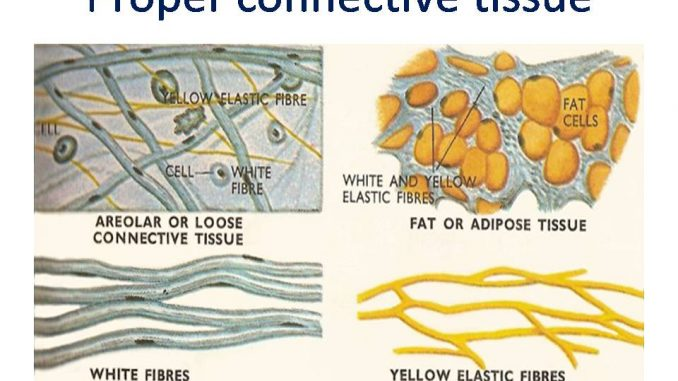 Proper connective tissue
YELLOW ELASTIC FIBRE
CELL WHITE
FIBRE
AREOLAR OR LOOSE
CONNECTIVE TISSUE
FAT
CELLS
WHITE AND YELLOW
ELASTIC FIBRES
FAT OR ADIPOSE TISSUE
WHITE FIBRES
YELLOW ELASTIC FIBRES